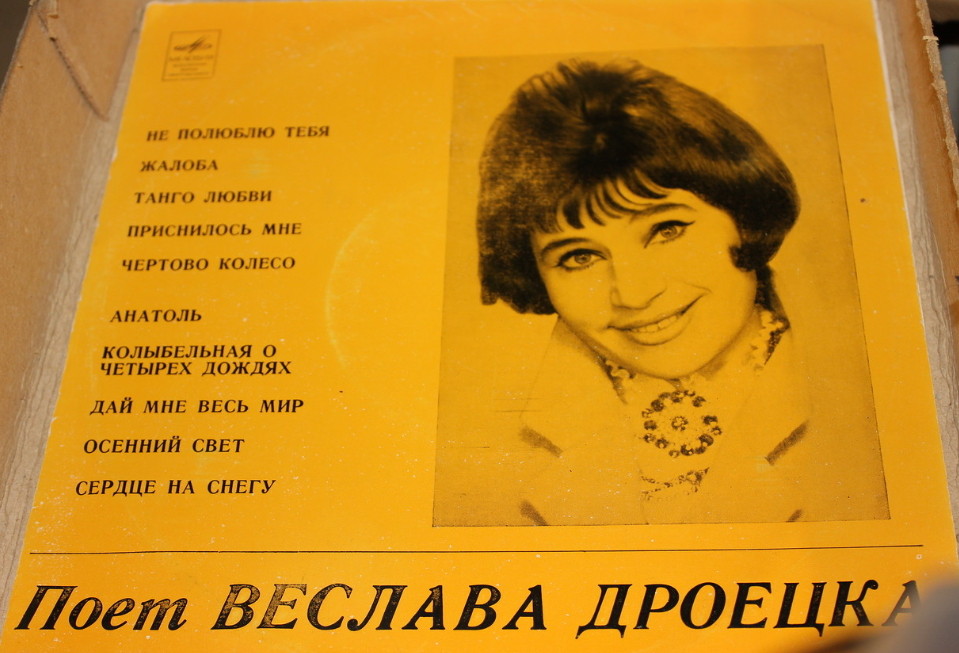 МЕЛОДИЯ
НЕ ПОЛЮБЛЮ ТЕБЯ
ЖАЛОБА
ТАНГО ЛЮБВИ
ПРИСНИЛОСЬ МНЕ
ЧЕРТОВО КОЛЕСО
АНАТОЛЬ
КОЛЫБЕЛЬНАЯ О
ЧЕТЫРЕХ ДОЖДЯХ
ДАЙ МНЕ ВЕСЬ МИР
ОСЕННИЙ СВЕТ
СЕРДЦЕ НА СНЕГУ
Поет ВЕСЛАВА ДРОЕЦКА